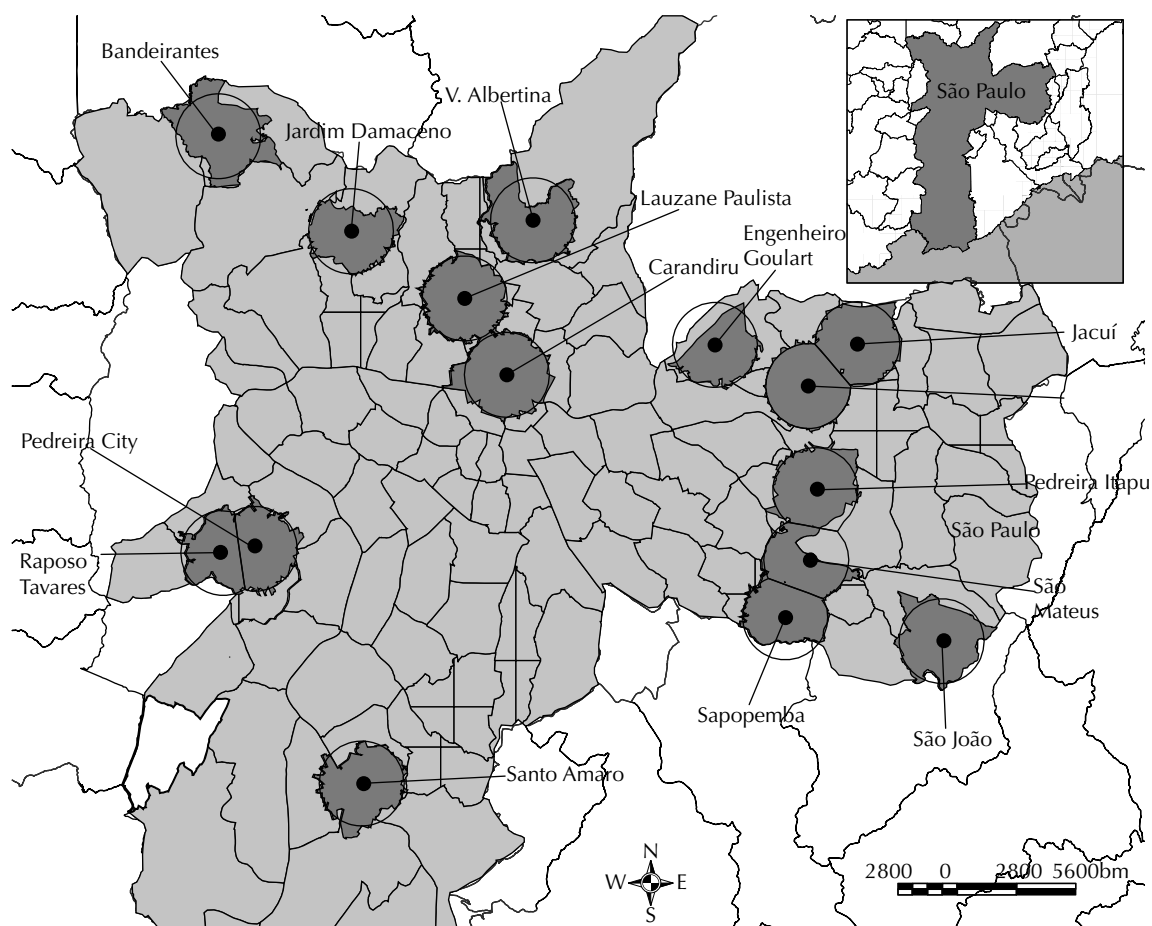 Bandeirantes
V. Albertina
São Paulo
Jardim Damaceno
Lauzane Paulista
Engenheiro
Goulart
Carandiru
Jacuí
Pedreira City
Pedreira Itapu
São Paulo
Raposo
Tavares
São
Mateus
Sapopemba
São João
Santo Amaro
N
W
E
S
2800 0 2800 5600bm